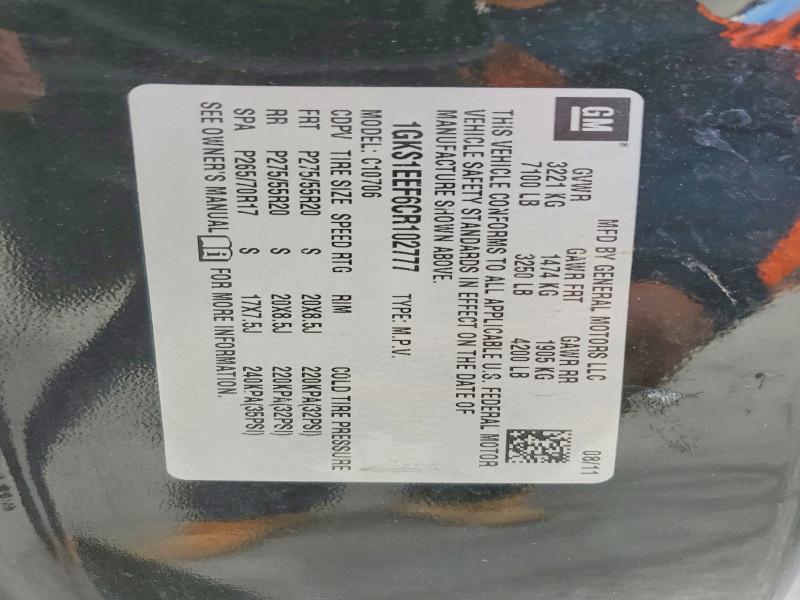 GM®
MFD BY GENERAL MOTORS LLC 08/11
GVWR GAWR FRT GAWR RR
3221 KG 1474 KG 1905 KG
7100 LB 3250 LB 4200 LB
THIS VEHICLE CONFORMS TO ALL APPLICABLE U.S. FEDERAL MOTOR
VEHICLE SAFETY STANDARDS IN EFFECT ON THE DATE OF
MANUFACTURE SHOWN ABOVE.
1GKS1EEF6CR102777 TYPE: M.P.V.
MODEL: C10706
CDPV TIRE SIZE SPEED RTG RIM COLD TIRE PRESSURE
FRT P275/55R20 S 20X8.5J 220KPA(32PSI)
RR P275/55R20 S 20X8.5J 220KPA(32PSI)
SPA P265/70R17 S 17X7.5J 240KPA(35PSI)
SEE OWNER'S MANUAL FOR MORE INFORMATION.